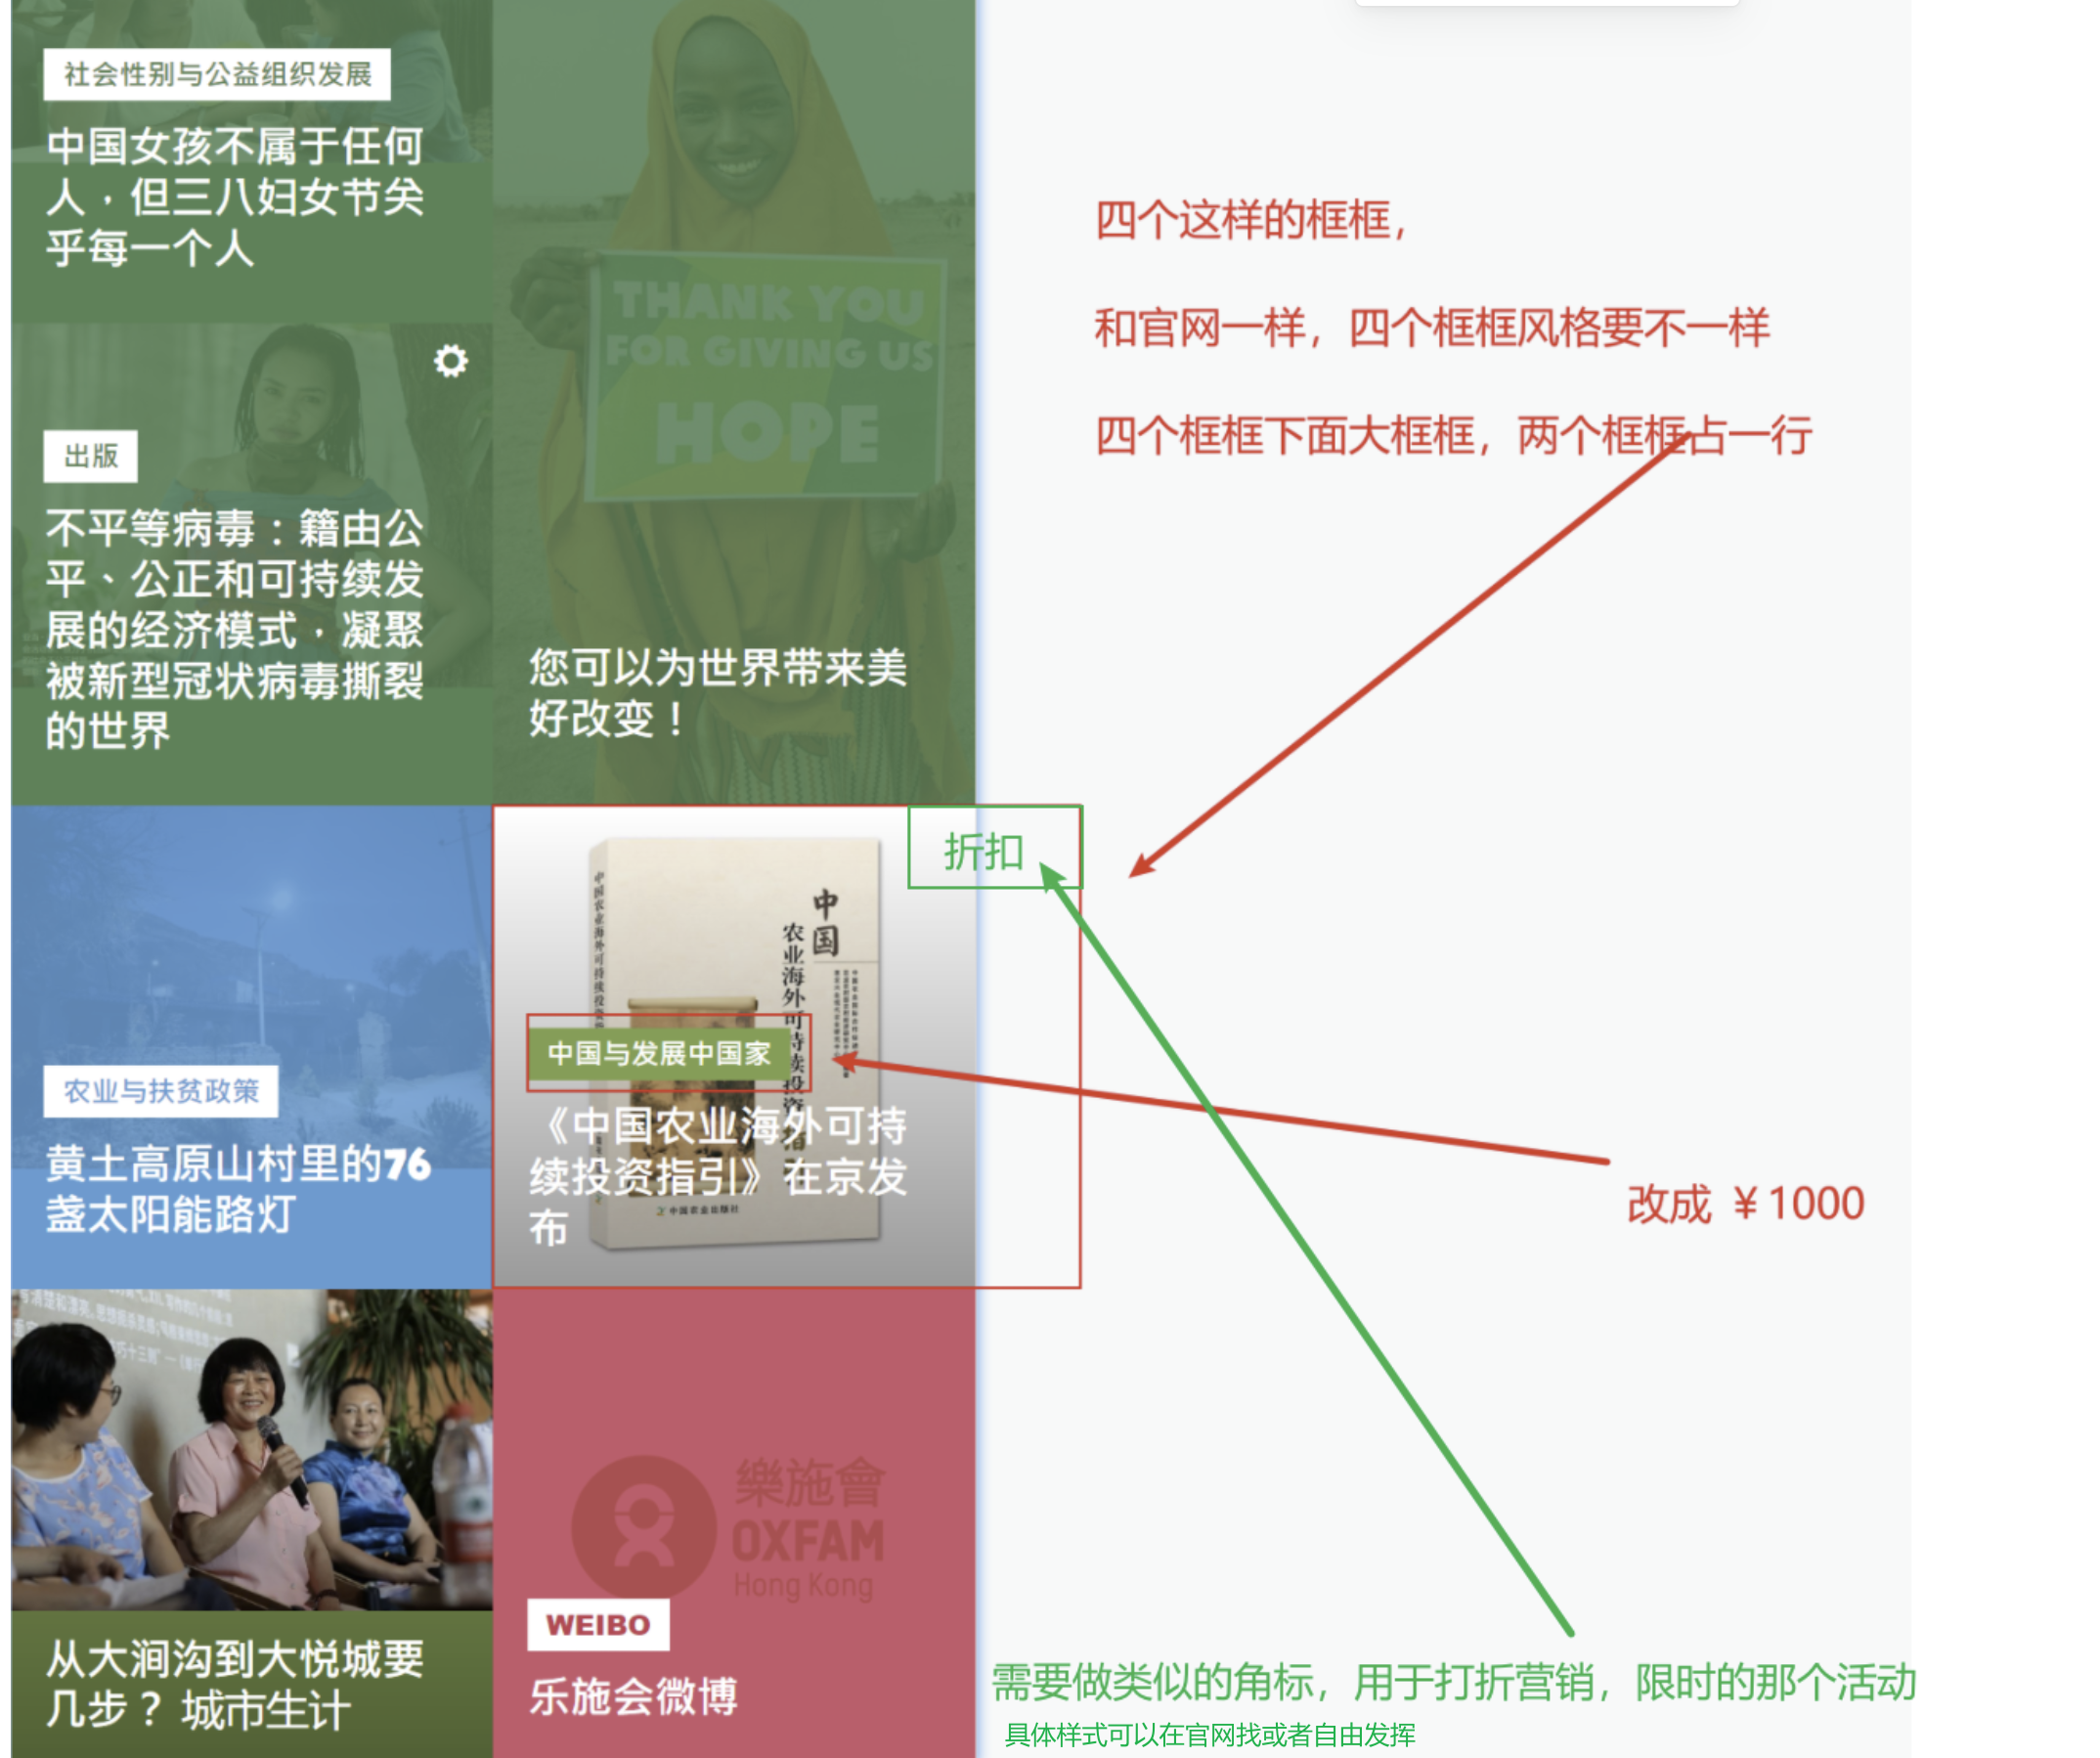 社会性别与公益组织发展
中国女孩不属于任何
人，但三八妇女节关
乎每一个人
出版
不平等病毒：籍由公
平、公正和可持续发
展的经济模式，凝聚
被新型冠状病毒撕裂
的世界
THANK YOU
FOR GIVING US
HOPE
您可以为世界带来美
好改变！
四个这样的框框，
和官网一样，四个框框风格要不一样
四个框框下面大框框，两个框框占一行
农业与扶贫政策
黄土高原山村里的76
盏太阳能路灯
折扣
中国
农业海外可持续投资指引
中国与发展中国家
《中国农业海外可持
续投资指引》在京发
布
中国农业出版社
改成 ￥1000
从大涧沟到大悦城要
几步？ 城市生计
樂施會
OXFAM
Hong Kong
WEIBO
乐施会微博
需要做类似的角标，用于打折营销，限时的那个活动
具体样式可以在官网找或者自由发挥